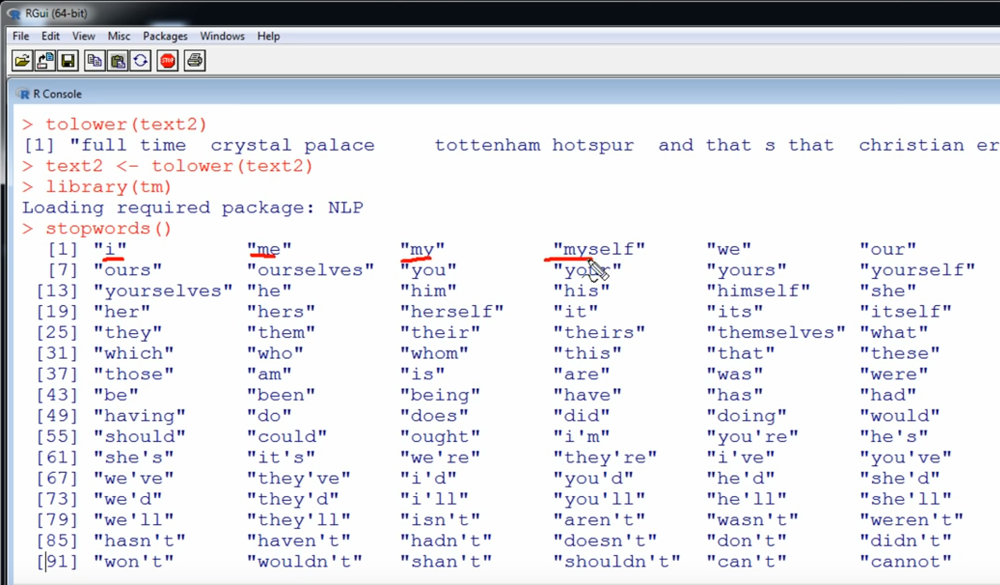 RGui (64-bit)
File Edit View Misc Packages Windows Help
STOP
R Console
> tolower(text2)
[1] "full time  crystal palace     tottenham hotspur  and that s that  christian er
> text2 <- tolower(text2)
> library(tm)
Loading required package: NLP
> stopwords()
[1] "i" "me" "my" "myself" "we" "our"
[7] "ours" "ourselves" "you" "your" "yours" "yourself"
[13] "yourselves" "he" "him" "his" "himself" "she"
[19] "her" "hers" "herself" "it" "its" "itself"
[25] "they" "them" "their" "theirs" "themselves" "what"
[31] "which" "who" "whom" "this" "that" "these"
[37] "those" "am" "is" "are" "was" "were"
[43] "be" "been" "being" "have" "has" "had"
[49] "having" "do" "does" "did" "doing" "would"
[55] "should" "could" "ought" "i'm" "you're" "he's"
[61] "she's" "it's" "we're" "they're" "i've" "you've"
[67] "we've" "they've" "i'd" "you'd" "he'd" "she'd"
[73] "we'd" "they'd" "i'll" "you'll" "he'll" "she'll"
[79] "we'll" "they'll" "isn't" "aren't" "wasn't" "weren't"
[85] "hasn't" "haven't" "hadn't" "doesn't" "don't" "didn't"
[91] "won't" "wouldn't" "shan't" "shouldn't" "can't" "cannot"